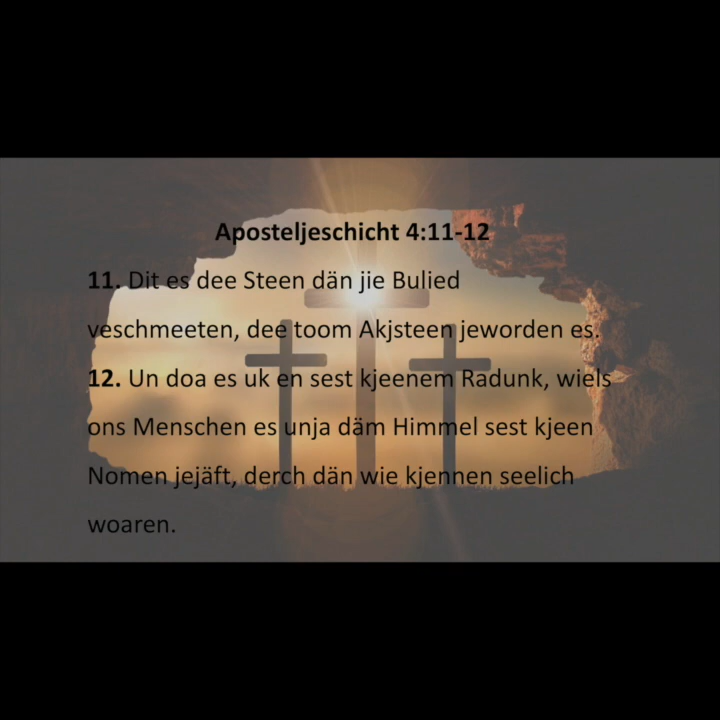 Aposteljeschicht 4:11-12
11. Dit es dee Steen dän jie Bulied
veschmeeten, dee toom Akjsteen jeworden es.
12. Un doa es uk en sest kjeenem Radunk, wiels
ons Menschen es unja däm Himmel sest kjeen
Nomen jejäft, derch dän wie kjennen seelich
woaren.